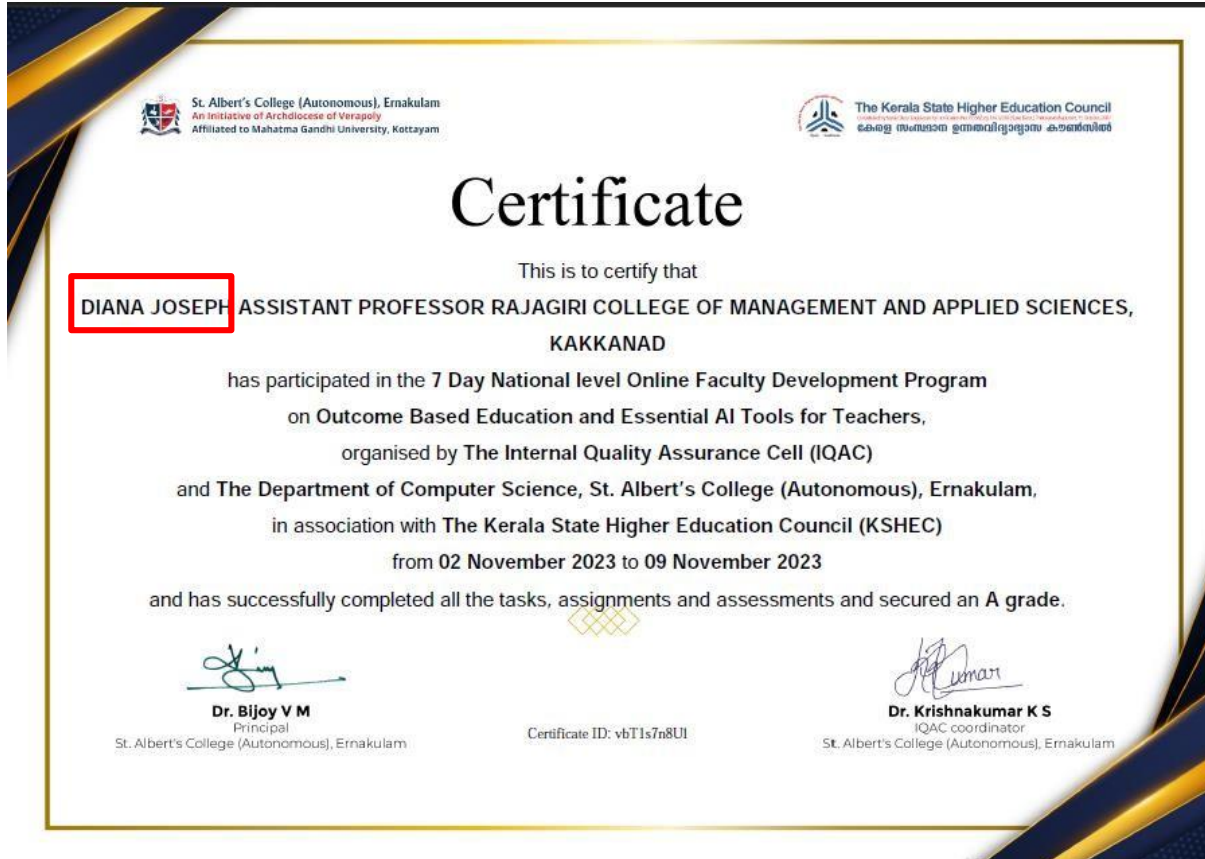 St. Albert's College (Autonomous), Ernakulam
An Initiative of Archdiocese of Verapoly
Affiliated to Mahatma Gandhi University, Kottayam
The Kerala State Higher Education Council
കേരള സംസ്ഥാന ഉന്നതവിദ്യാഭ്യാസ കൗൺസിൽ
Certificate
This is to certify that
DIANA JOSEPH ASSISTANT PROFESSOR RAJAGIRI COLLEGE OF MANAGEMENT AND APPLIED SCIENCES,
KAKKANAD
has participated in the 7 Day National level Online Faculty Development Program
on Outcome Based Education and Essential AI Tools for Teachers,
organised by The Internal Quality Assurance Cell (IQAC)
and The Department of Computer Science, St. Albert's College (Autonomous), Ernakulam,
in association with The Kerala State Higher Education Council (KSHEC)
from 02 November 2023 to 09 November 2023
and has successfully completed all the tasks, assignments and assessments and secured an A grade.
Dr. Bijoy V M
Principal
St. Albert's College (Autonomous), Ernakulam
Certificate ID: vbT1s7n8Ul
Dr. Krishnakumar K S
IQAC coordinator
St. Albert's College (Autonomous), Ernakulam